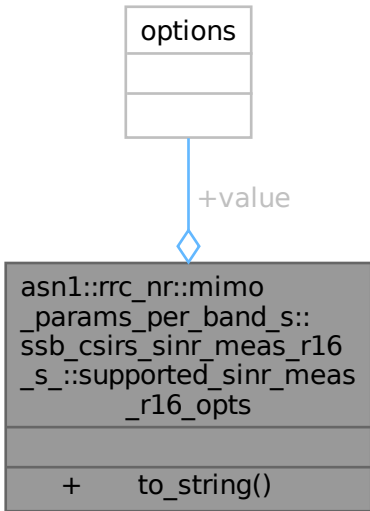 options
+value
asn1::rrc_nr::mimo
_params_per_band_s::
ssb_csirs_sinr_meas_r16
_s_::supported_sinr_meas
_r16_opts
+ to_string()